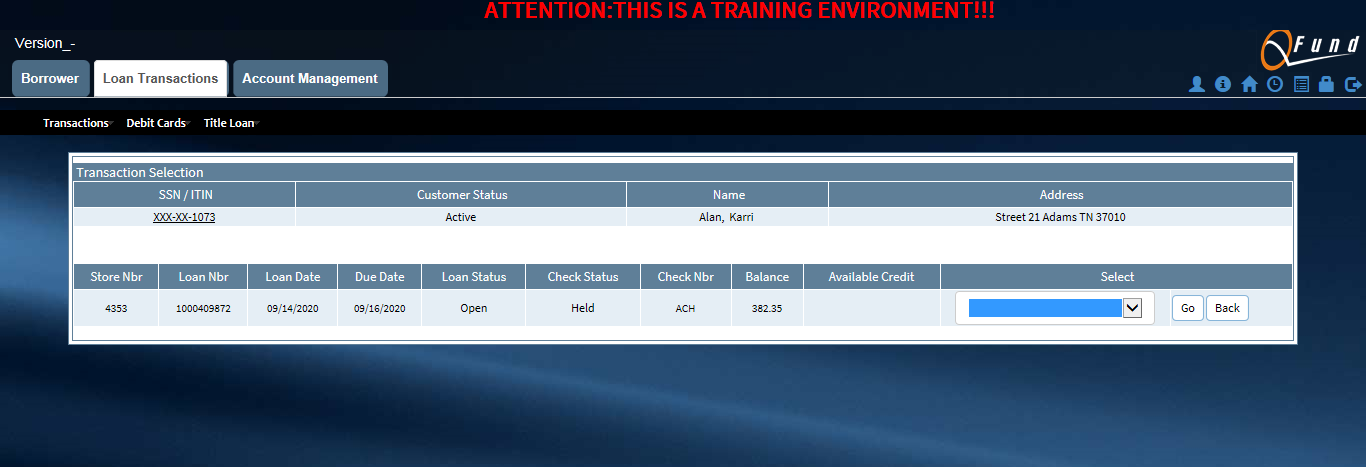 ATTENTION:THIS IS A TRAINING ENVIRONMENT!!!
Version_-
QFund
Borrower Loan Transactions Account Management
Transactions Debit Cards Title Loan
Transaction Selection
SSN / ITIN Customer Status Name Address
XXX-XX-1073 Active Alan, Karri Street 21 Adams TN 37010
Store Nbr Loan Nbr Loan Date Due Date Loan Status Check Status Check Nbr Balance Available Credit Select
4353 1000409872 09/14/2020 09/16/2020 Open Held ACH 382.35 Go Back